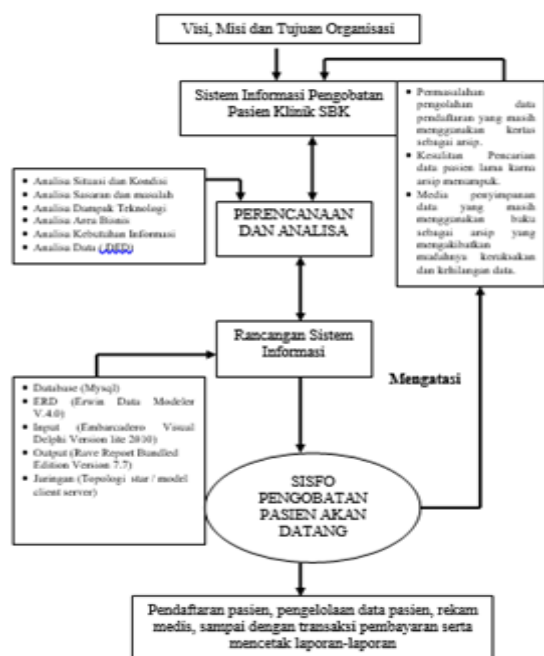 Visi, Misi dan Tujuan Organisasi
Sistem Informasi Pengobatan
Pasien Klinik SBK
▪ Permasalahan
pengolahan data
pendaftaran yang masih
menggunakan kertas
sebagai arsip.
▪ Kesulitan Pencarian
data pasien lama karna
arsip menumpuk.
▪ Media penyimpanan
data yang masih
menggunakan buku
sebagai arsip yang
mengakibatkan
mudahnya kerusakan
dan kehilangan data.
▪ Analisa Situasi dan Kondisi
▪ Analisa Sasaran dan masalah
▪ Analisa Dampak Teknologi
▪ Analisa Area Bisnis
▪ Analisa Kebutuhan Informasi
▪ Analisa Data (DFD)
PERENCANAAN
DAN ANALISA
Rancangan Sistem
Informasi
Mengatasi
▪ Database (Mysql)
▪ ERD (Erwin Data Modeler
V.4.0)
▪ Input (Embarcadero Visual
Delphi Version lite 2010)
▪ Output (Rave Report Bundled
Edition Version 7.7)
▪ Jaringan (Topologi star / model
client server)
SISFO
PENGOBATAN
PASIEN AKAN
DATANG
Pendaftaran pasien, pengelolaan data pasien, rekam
medis, sampai dengan transaksi pembayaran serta
mencetak laporan-laporan